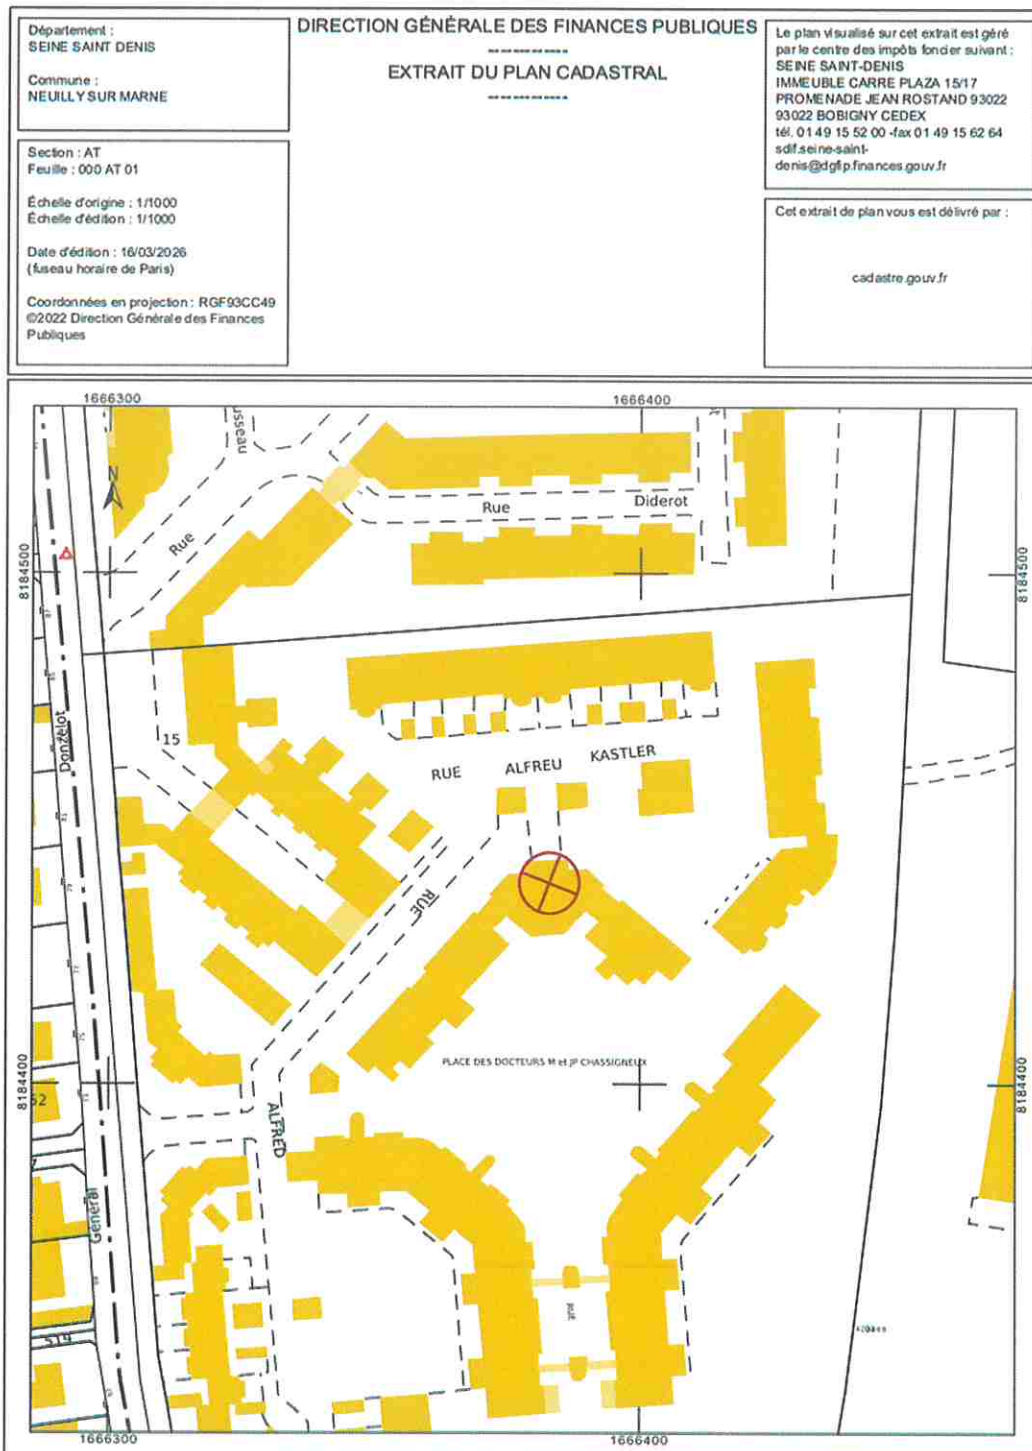 Département :
SEINE SAINT DENIS
Commune :
NEUILLY SUR MARNE
Section : AT
Feuille : 000 AT 01
Échelle d'origine : 1/1000
Échelle d'édition : 1/1000
Date d'édition : 16/03/2026
(fuseau horaire de Paris)
Coordonnées en projection : RGF93CC49
©2022 Direction Générale des Finances
Publiques
DIRECTION GÉNÉRALE DES FINANCES PUBLIQUES
EXTRAIT DU PLAN CADASTRAL
Le plan visualisé sur cet extrait est géré
par le centre des impôts foncier suivant :
SEINE SAINT-DENIS
IMMEUBLE CARRE PLAZA 15/17
PROMENADE JEAN ROSTAND 93022
93022 BOBIGNY CEDEX
tél. 01 49 15 52 00 -fax 01 49 15 62 64
sdif.seine-saint-
denis@dgfip.finances.gouv.fr
Cet extrait de plan vous est délivré par :
cadastre.gouv.fr
1666300
1666400
usseau
N
Rue
Rue
Diderot
8184500
8184500
Donzelot
15
RUE
ALFREU
KASTLER
RUE
PLACE DES DOCTEURS M et JP CHASSIGNEUX
8184400
8184400
52
ALFRED
Général
RUE
514
1666300
1666400